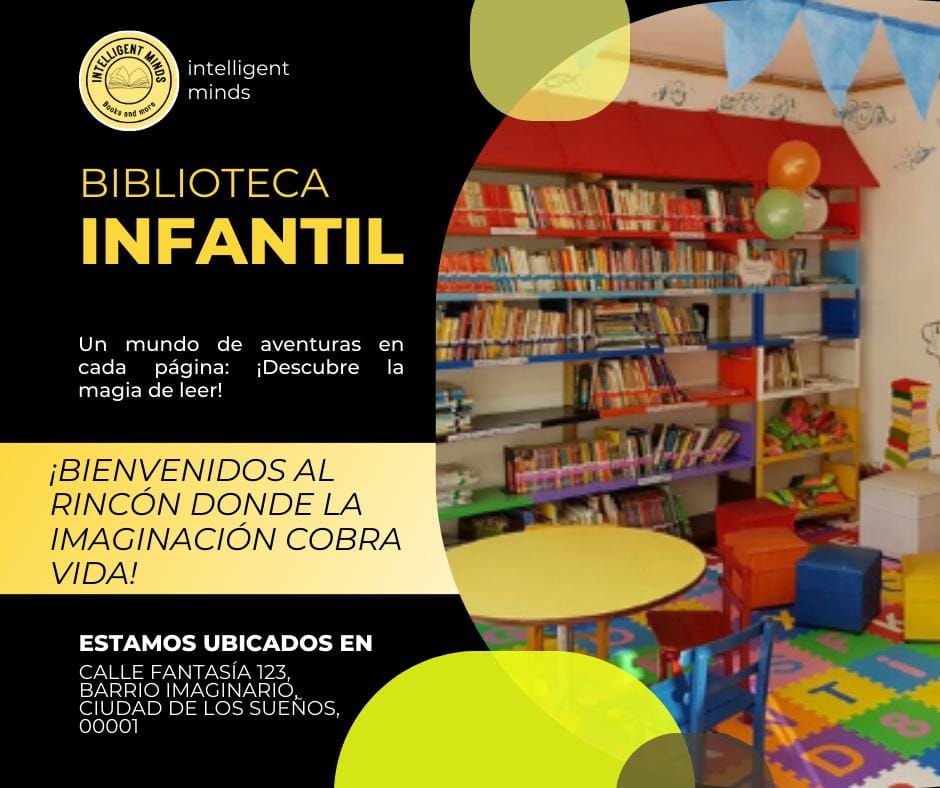 INTELLIGENT MINDS
Books and more
intelligent
minds
BIBLIOTECA
INFANTIL
Un mundo de aventuras en
cada página: ¡Descubre la
magia de leer!
¡BIENVENIDOS AL
RINCÓN DONDE LA
IMAGINACIÓN COBRA
VIDA!
ESTAMOS UBICADOS EN
CALLE FANTASÍA 123,
BARRIO IMAGINARIO,
CIUDAD DE LOS SUEÑOS,
00001